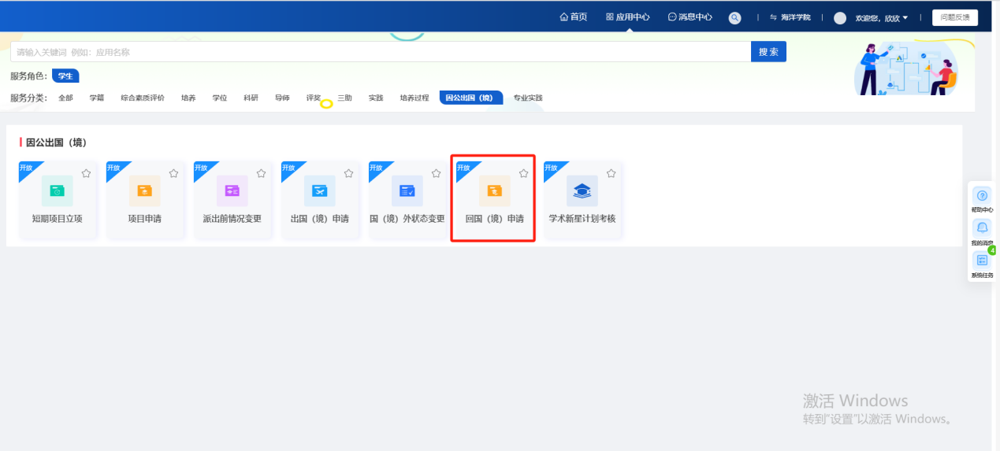 首页 应用中心 消息中心 海洋学院 欢迎您，欣欣 问题反馈
请输入关键词 例如：应用名称 搜 索
服务角色： 学生
服务分类： 全部 学籍 综合素质评价 培养 学位 科研 导师 评奖 三助 实践 培养过程 因公出国（境） 专业实践
因公出国（境）
开放 开放 开放 开放 开放 开放 开放
短期项目立项 项目申请 派出前情况变更 出国（境）申请 国（境）外状态变更 回国（境）申请 学术新星计划考核
帮助中心
我的消息
4
系统任务
激活 Windows
转到"设置"以激活 Windows。